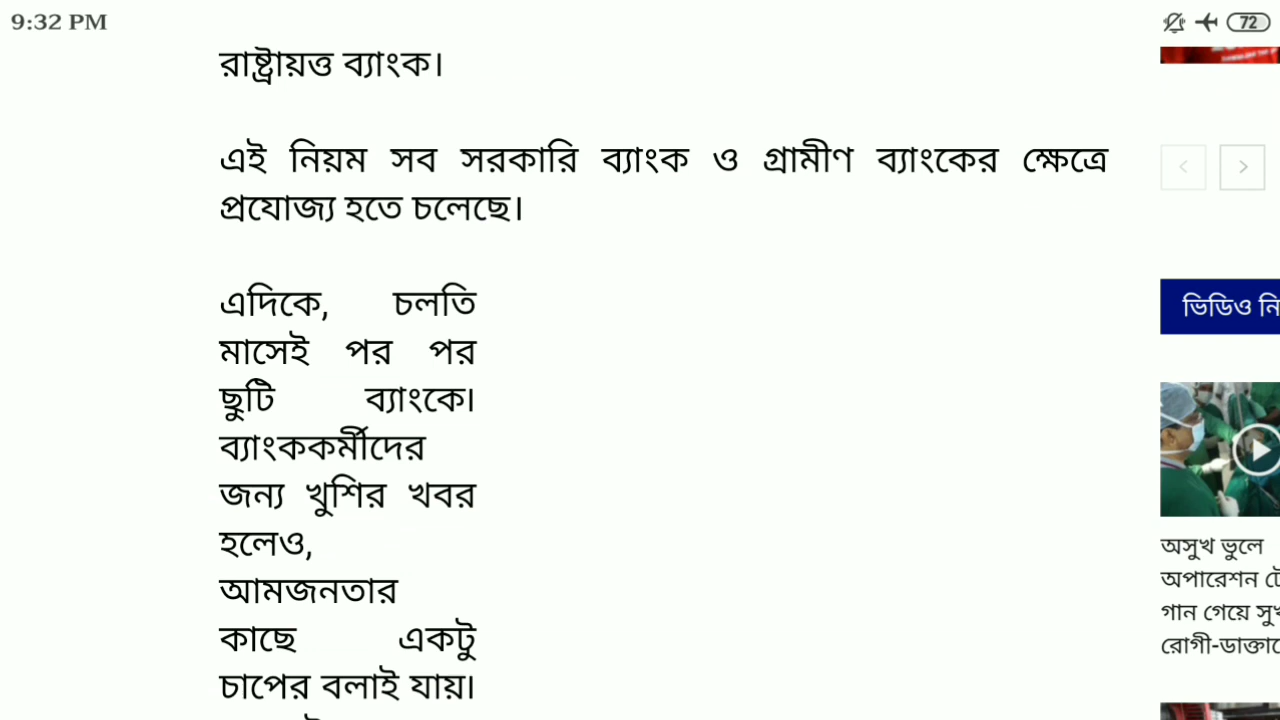 9:32 PM
72
রাষ্ট্রায়ত্ত ব্যাংক।
এই নিয়ম সব সরকারি ব্যাংক ও গ্রামীণ ব্যাংকের ক্ষেত্রে
প্রযোজ্য হতে চলেছে।
এদিকে, চলতি
মাসেই পর পর
ছুটি ব্যাংকে।
ব্যাংককর্মীদের
জন্য খুশির খবর
হলেও,
আমজনতার
কাছে একটু
চাপের বলাই যায়।
ভিডিও
অসুখ ভুলে
অপারেশন
গান গেয়ে